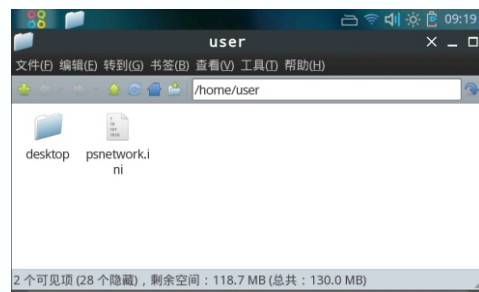 09:19
user
文件(F) 编辑(E) 转到(G) 书签(B) 查看(V) 工具(T) 帮助(H)
/home/user
desktop
psnetwork.i
ni
2 个可见项 (28 个隐藏) , 剩余空间 : 118.7 MB (总共 : 130.0 MB)